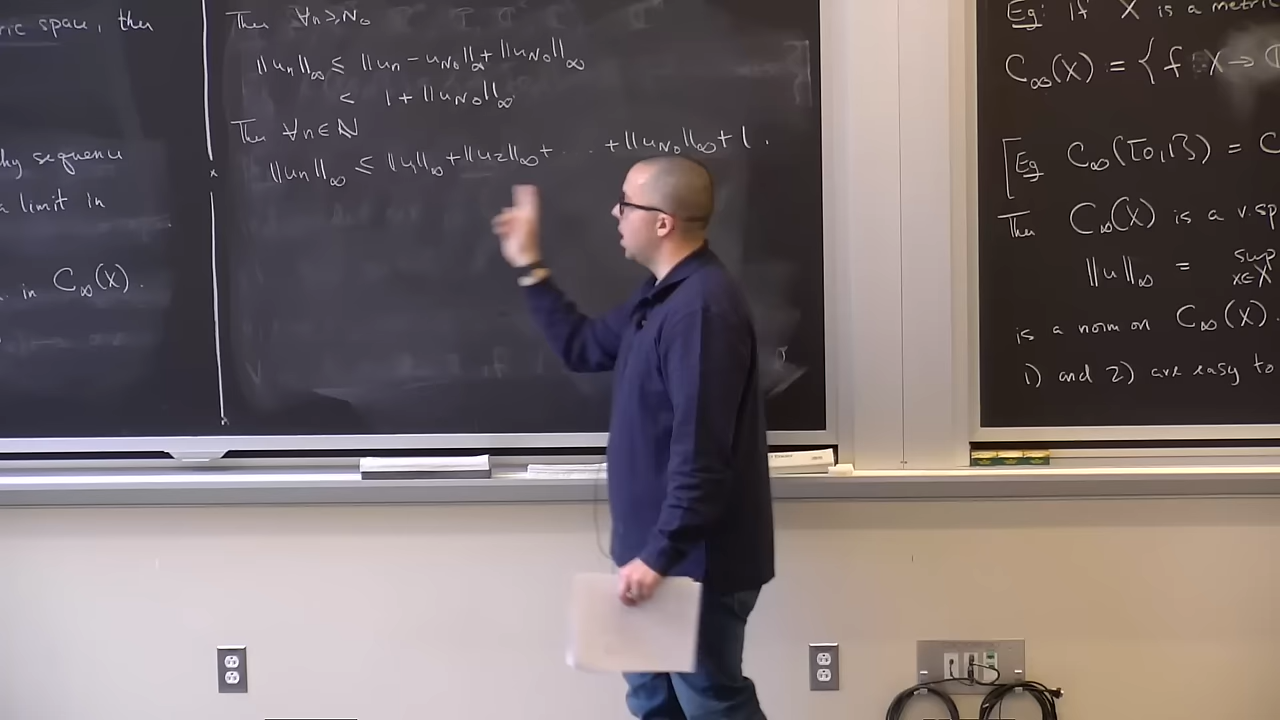 ric space, then
hy sequence
a limit in
in C∞(X).
Then ∀n≥N₀
||uₙ||∞ ≤ ||uₙ - u_N₀||∞ + ||u_N₀||∞
< 1 + ||u_N₀||∞.
Then ∀n∈ℕ
||uₙ||∞ ≤ ||u₁||∞ + ||u₂||∞ + ... + ||u_N₀||∞ + 1.
Eg: If X is a metric
C∞(X) = { f : X →
[Eg C∞([0,1]) = C
Then C∞(X) is a v.sp
||u||∞ = sup
x∈X
is a norm on C∞(X).
1) and 2) are easy to